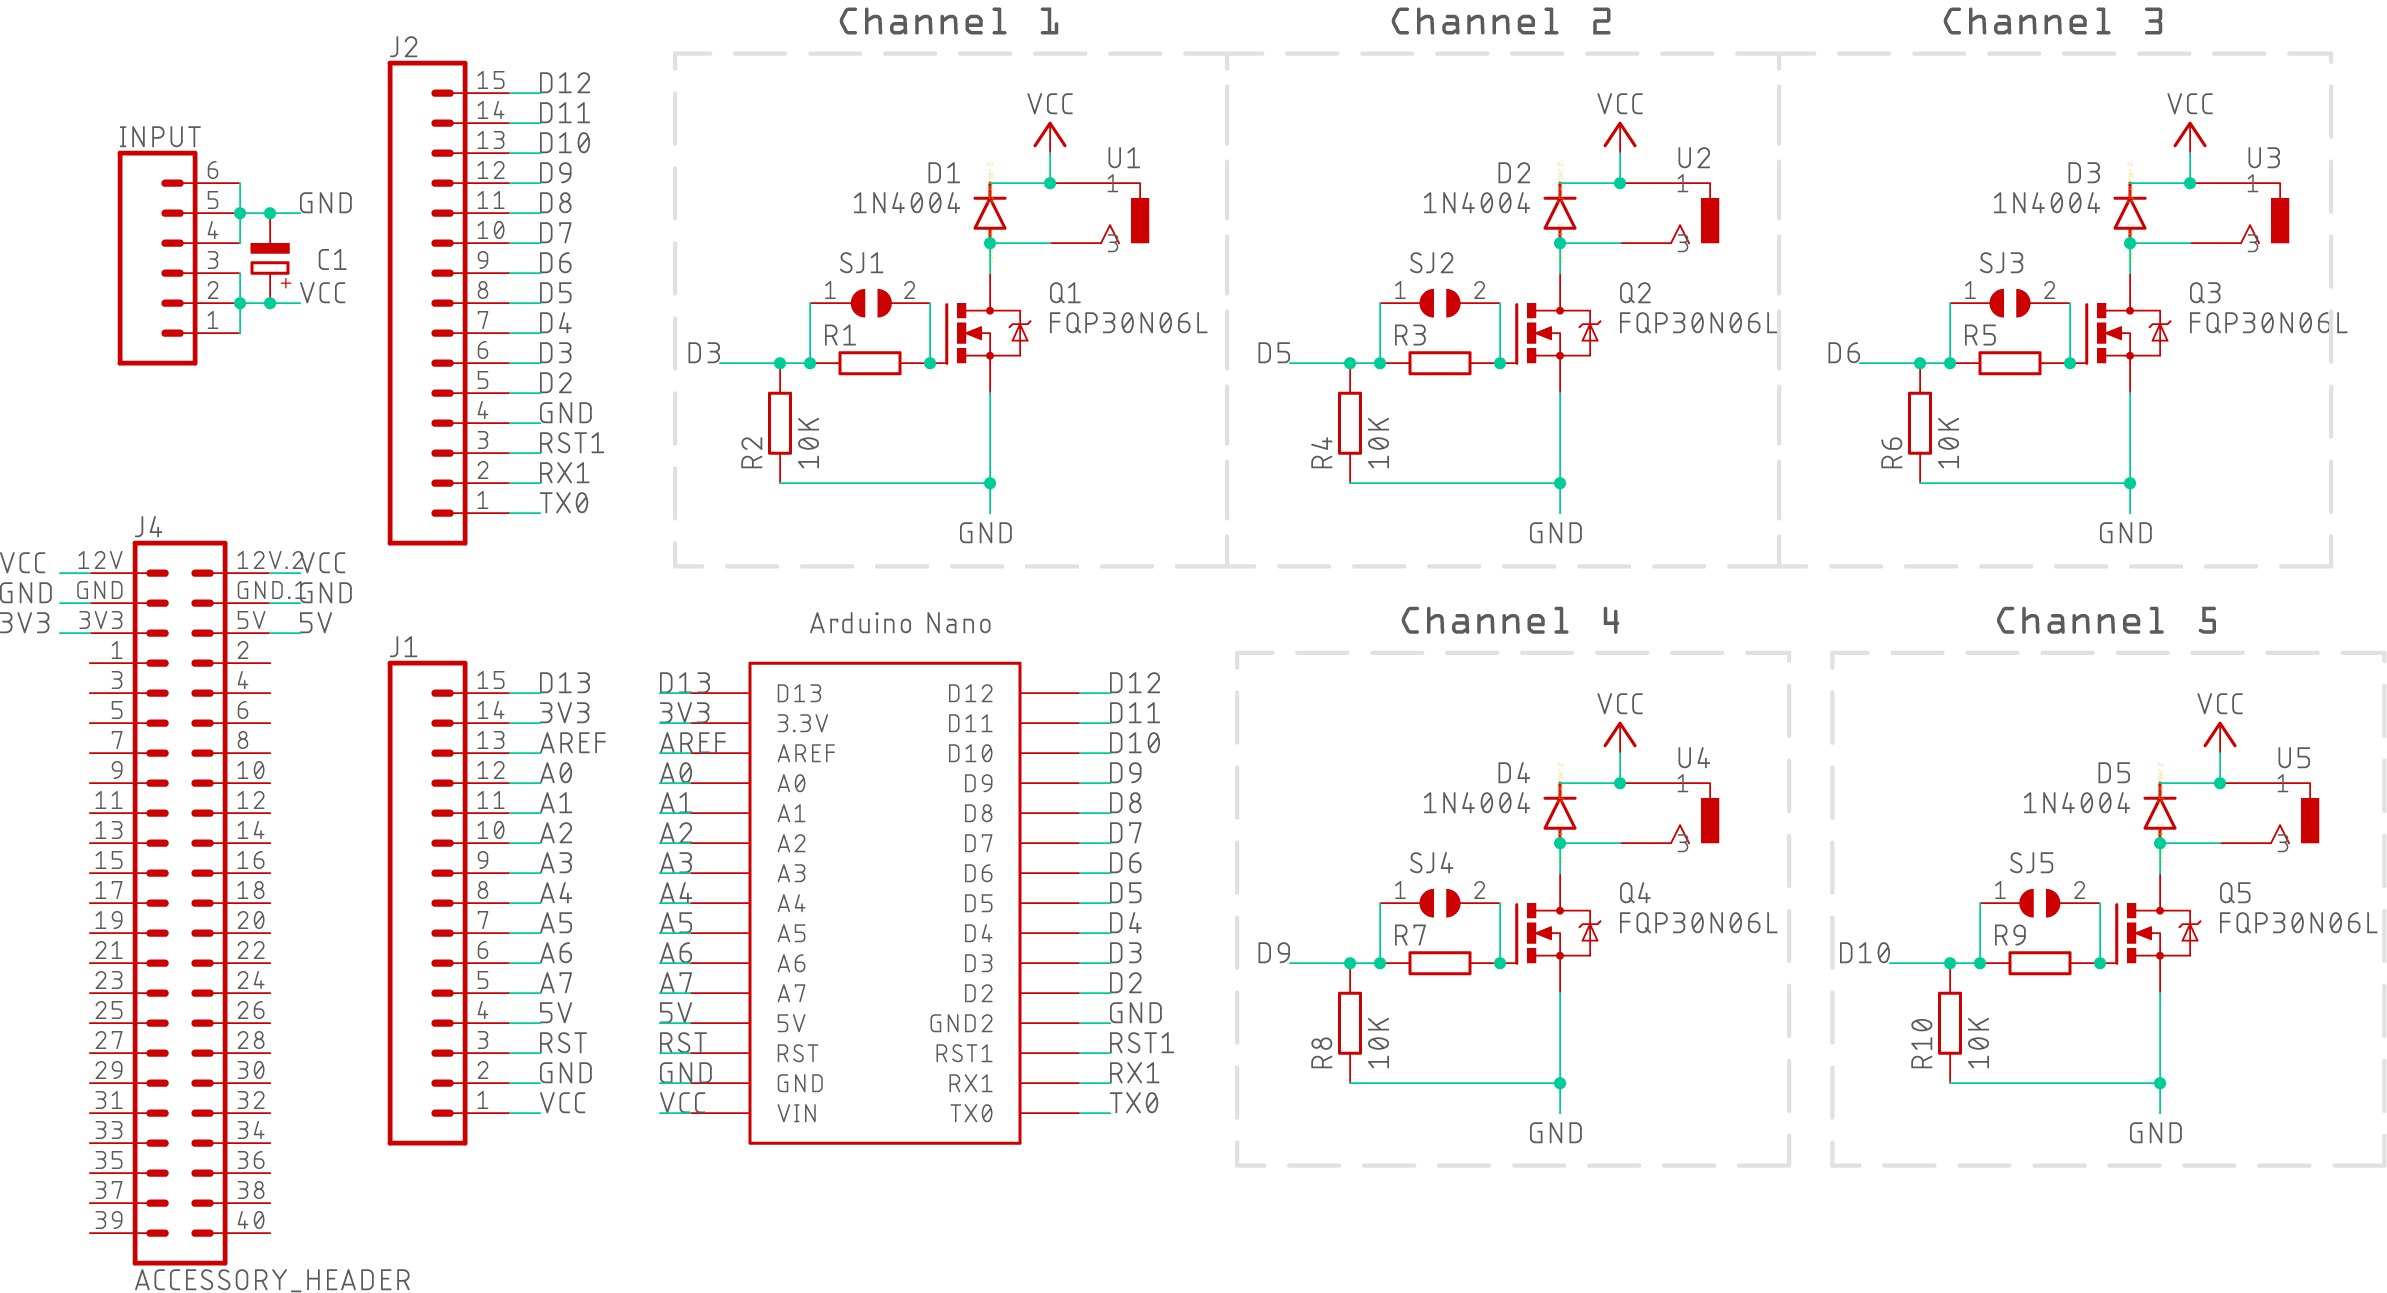 Channel 1
Channel 2
Channel 3
INPUT
6
5
4
3
2
1
GND
C1
+
VCC
J2
15 D12
14 D11
13 D10
12 D9
11 D8
10 D7
9 D6
8 D5
7 D4
6 D3
5 D2
4 GND
3 RST1
2 RX1
1 TX0
VCC
D1
1N4004
U1
1
3
SJ1
1 2
R1
Q1
FQP30N06L
D3
R2
10K
GND
VCC
D2
1N4004
U2
1
3
SJ2
1 2
R3
Q2
FQP30N06L
D5
R4
10K
GND
VCC
D3
1N4004
U3
1
3
SJ3
1 2
R5
Q3
FQP30N06L
D6
R6
10K
GND
J4
VCC 12V 12V.2 VCC
GND GND GND.1 GND
3V3 3V3 5V 5V
1 2
3 4
5 6
7 8
9 10
11 12
13 14
15 16
17 18
19 20
21 22
23 24
25 26
27 28
29 30
31 32
33 34
35 36
37 38
39 40
ACCESSORY_HEADER
J1
15 D13
14 3V3
13 AREF
12 A0
11 A1
10 A2
9 A3
8 A4
7 A5
6 A6
5 A7
4 5V
3 RST
2 GND
1 VCC
Arduino Nano
D13 D13 D12 D12
3V3 3.3V D11 D11
AREF AREF D10 D10
A0 A0 D9 D9
A1 A1 D8 D8
A2 A2 D7 D7
A3 A3 D6 D6
A4 A4 D5 D5
A5 A5 D4 D4
A6 A6 D3 D3
A7 A7 D2 D2
5V 5V GND2 GND
RST RST RST1 RST1
GND GND RX1 RX1
VCC VIN TX0 TX0
Channel 4
VCC
D4
1N4004
U4
1
3
SJ4
1 2
R7
Q4
FQP30N06L
D9
R8
10K
GND
Channel 5
VCC
D5
1N4004
U5
1
3
SJ5
1 2
R9
Q5
FQP30N06L
D10
R10
10K
GND